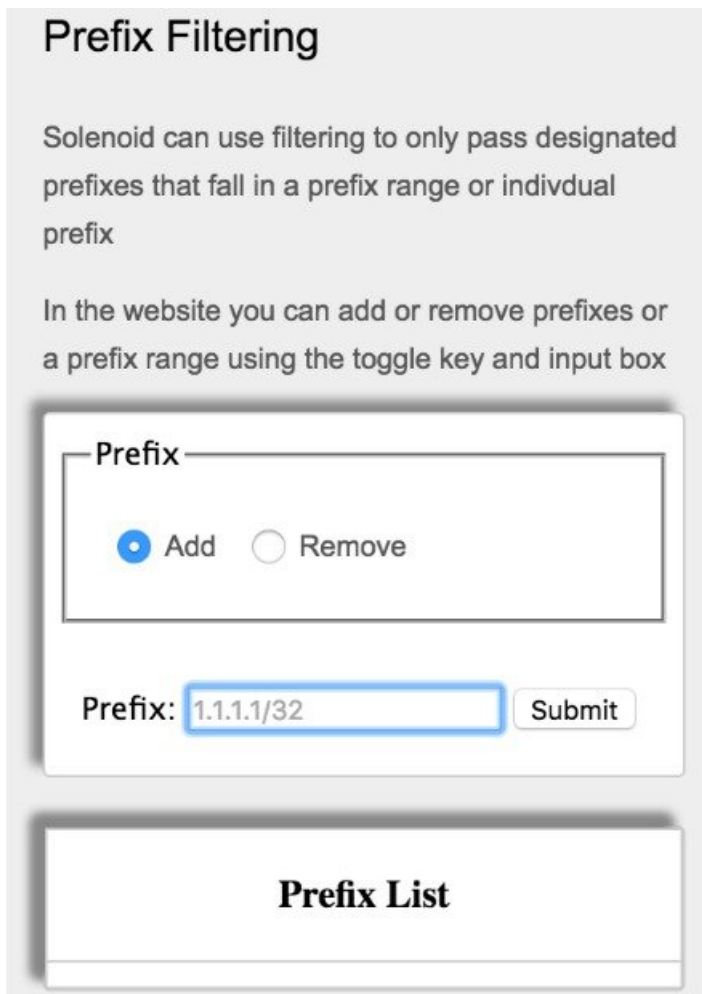 Prefix Filtering
Solenoid can use filtering to only pass designated
prefixes that fall in a prefix range or indivdual
prefix
In the website you can add or remove prefixes or
a prefix range using the toggle key and input box
Prefix
Add Remove
Prefix: 1.1.1.1/32 Submit
Prefix List